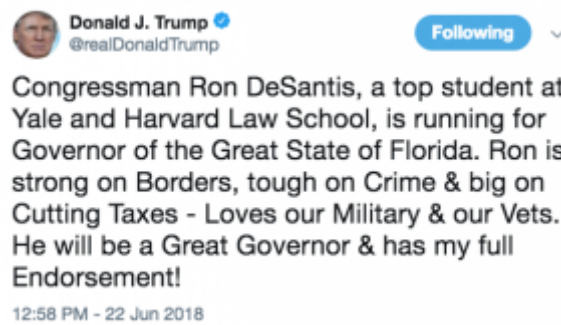 Donald J. Trump
@realDonaldTrump
Following
Congressman Ron DeSantis, a top student at
Yale and Harvard Law School, is running for
Governor of the Great State of Florida. Ron is
strong on Borders, tough on Crime & big on
Cutting Taxes - Loves our Military & our Vets.
He will be a Great Governor & has my full
Endorsement!
12:58 PM - 22 Jun 2018